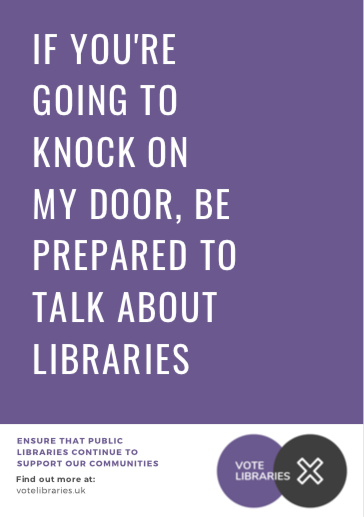 IF YOU'RE
GOING TO
KNOCK ON
MY DOOR, BE
PREPARED TO
TALK ABOUT
LIBRARIES
ENSURE THAT PUBLIC
LIBRARIES CONTINUE TO
SUPPORT OUR COMMUNITIES
Find out more at:
votelibraries.uk
VOTE
LIBRARIES